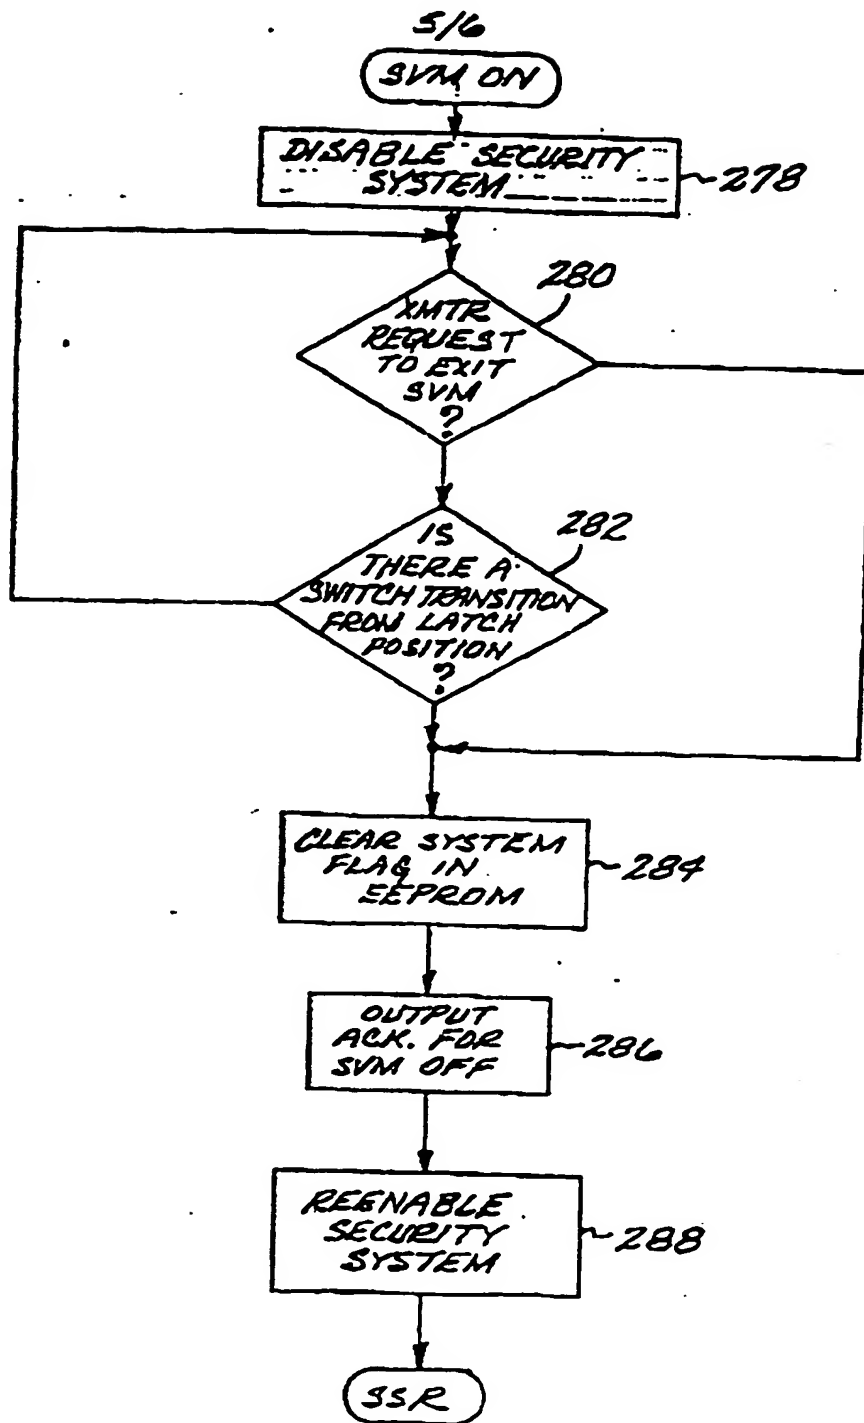 5/6
SVM ON
DISABLE SECURITY
SYSTEM
278
280
XMTR
REQUEST
TO EXIT
SVM
?
282
IS
THERE A
SWITCH TRANSITION
FROM LATCH
POSITION
?
CLEAR SYSTEM
FLAG IN
EEPROM
284
OUTPUT
ACK. FOR
SVM OFF
286
REENABLE
SECURITY
SYSTEM
288
SSR